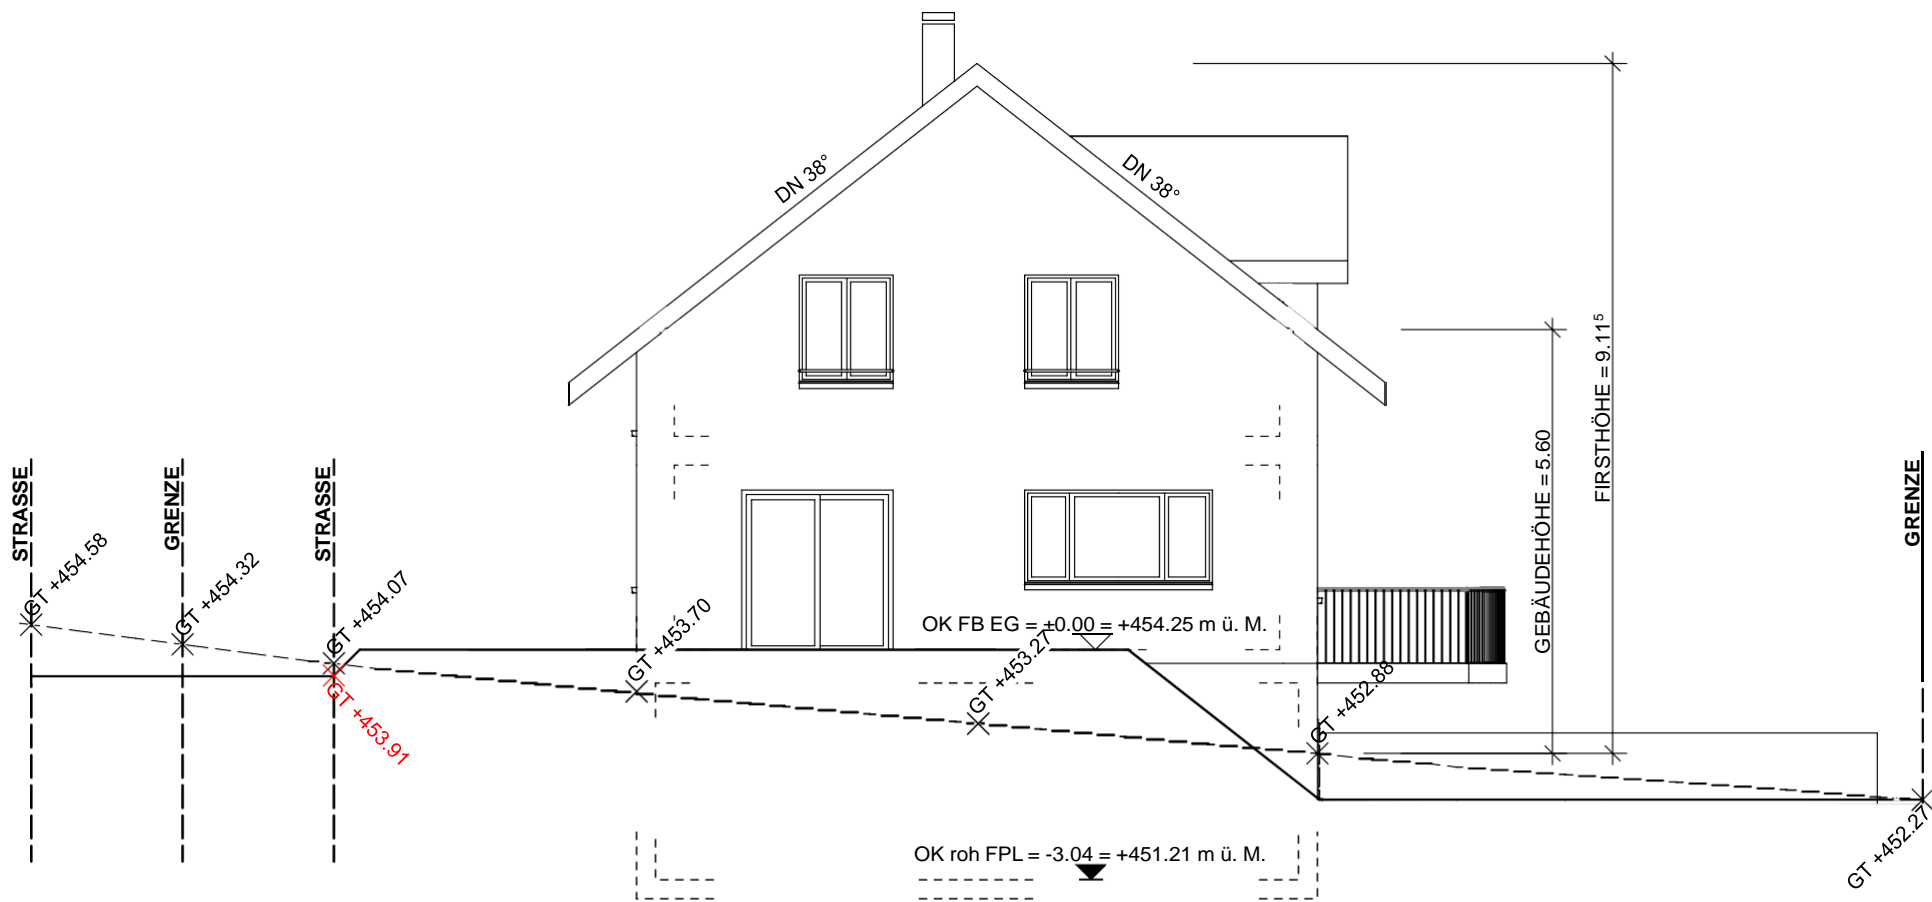 DN 38°
DN 38°
FIRSTHÖHE = 9.11⁵
GEBÄUDEHÖHE = 5.60
STRASSE
GRENZE
STRASSE
GRENZE
GT +454.58
GT +454.32
GT +454.07
GT +453.91
GT +453.70
GT +453.27
GT +452.88
GT +452.27
OK FB EG = ±0.00 = +454.25 m ü. M.
OK roh FPL = -3.04 = +451.21 m ü. M.